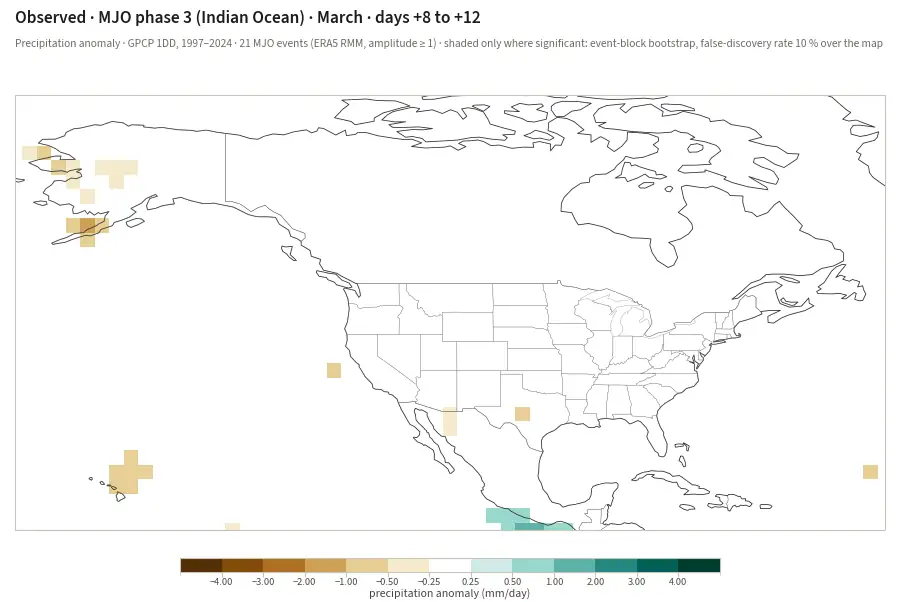 Observed · MJO phase 3 (Indian Ocean) · March · days +8 to +12
Precipitation anomaly · GPCP 1DD, 1997–2024 · 21 MJO events (ERA5 RMM, amplitude ≥ 1) · shaded only where significant: event-block bootstrap, false-discovery rate 10 % over the map
−4.00 −3.00 −2.00 −1.00 −0.50 −0.25 0.25 0.50 1.00 2.00 3.00 4.00
precipitation anomaly (mm/day)